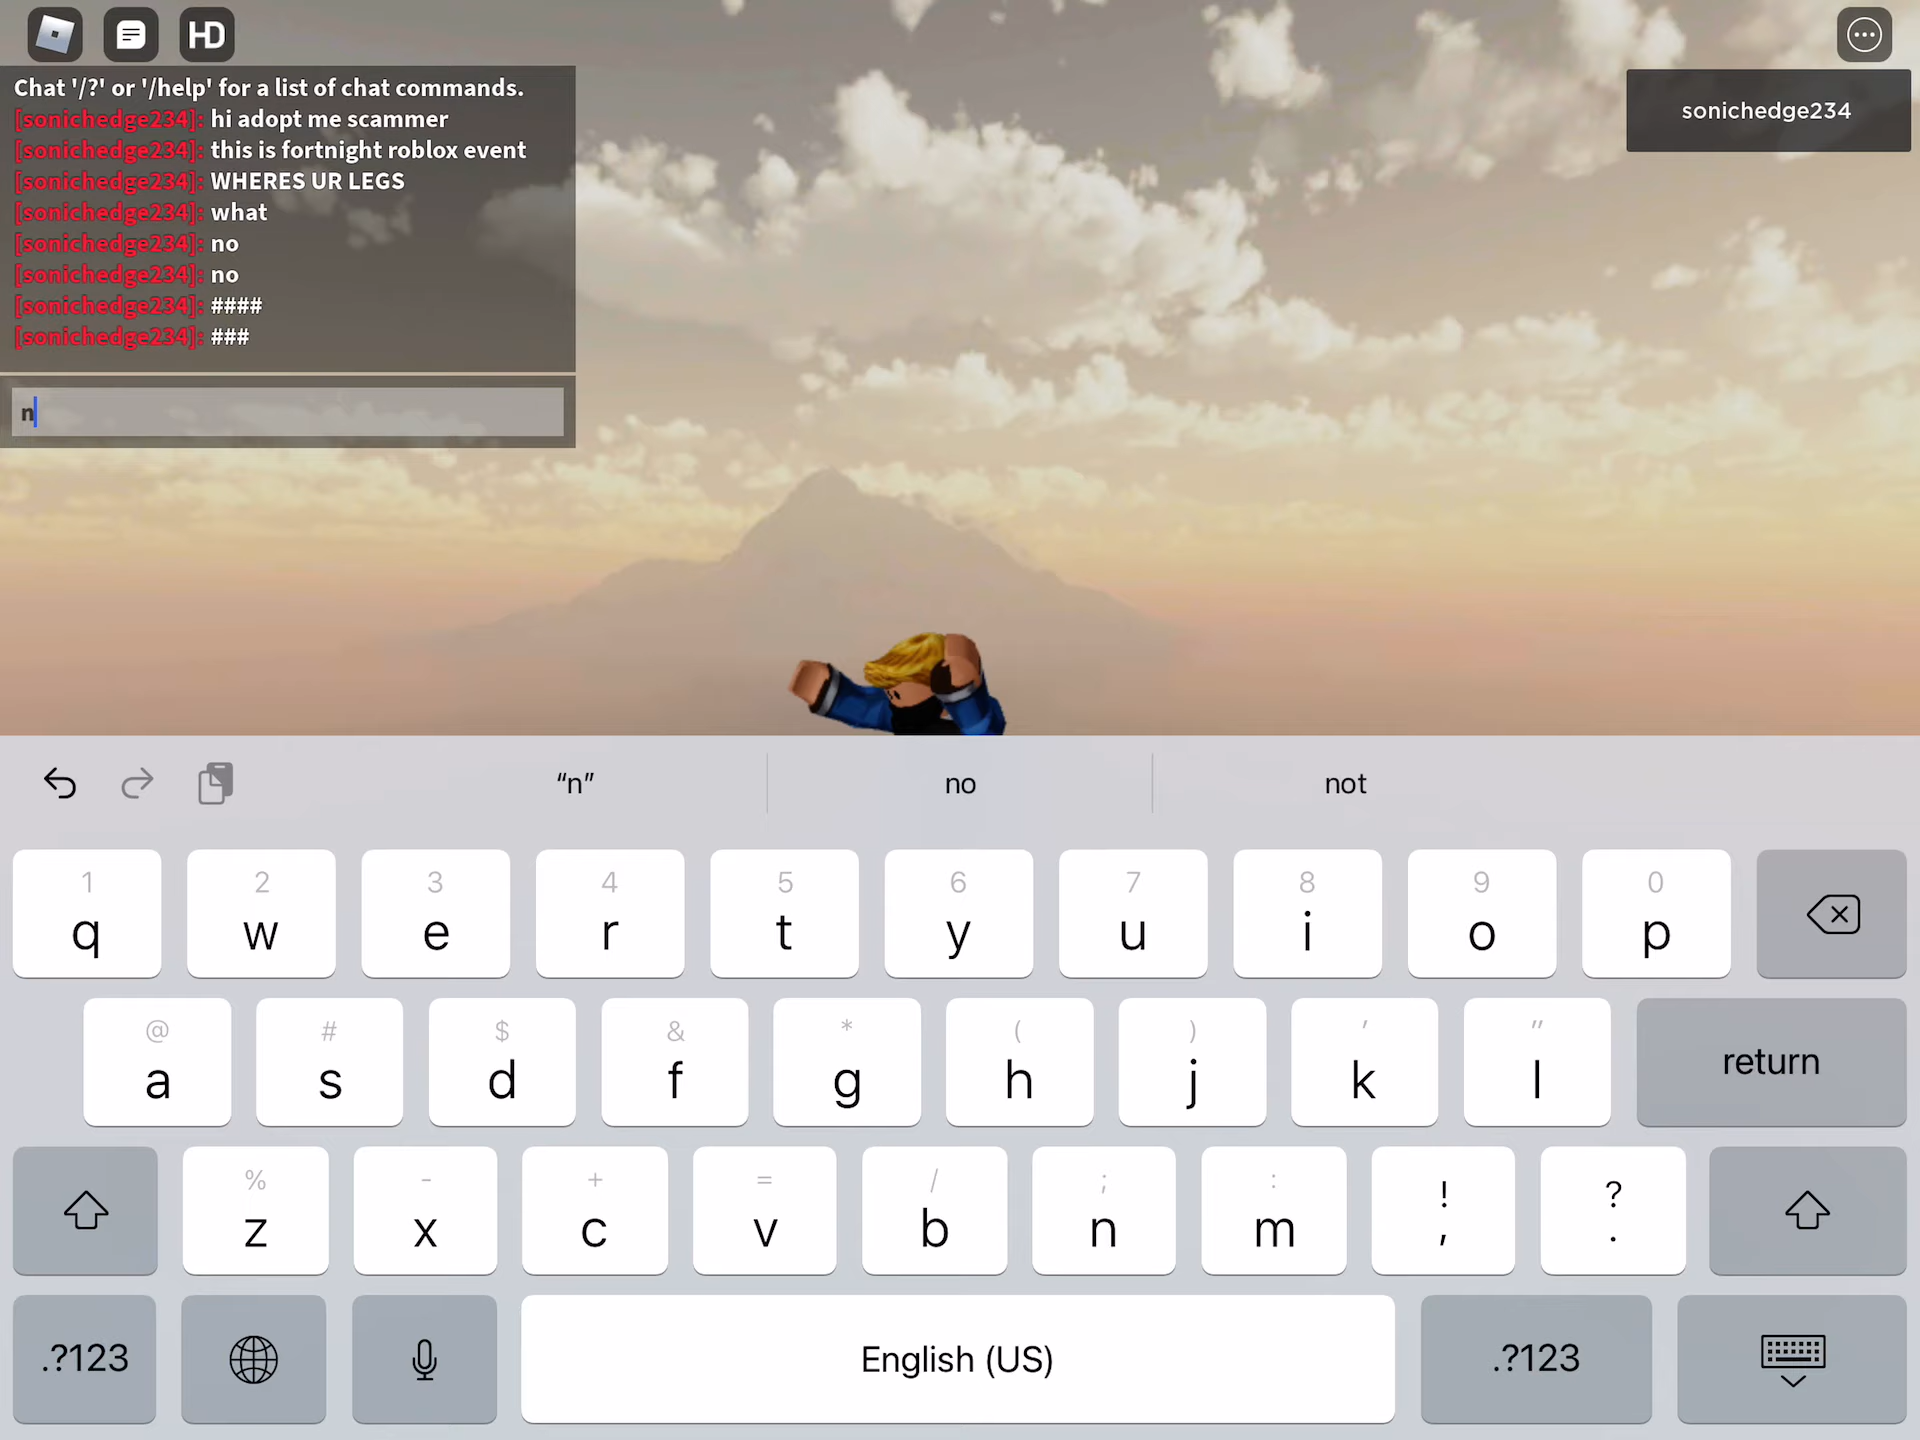 HD
Chat '/?' or '/help' for a list of chat commands.
[sonichedge234]: hi adopt me scammer
[sonichedge234]: this is fortnight roblox event
[sonichedge234]: WHERES UR LEGS
[sonichedge234]: what
[sonichedge234]: no
[sonichedge234]: no
[sonichedge234]: ####
[sonichedge234]: ###
n
sonichedge234
“n” no not
1 2 3 4 5 6 7 8 9 0
q w e r t y u i o p
@ # $ & * ( ) ' "
a s d f g h j k l return
% - + = / ; : ! ?
z x c v b n m , .
.?123 English (US) .?123